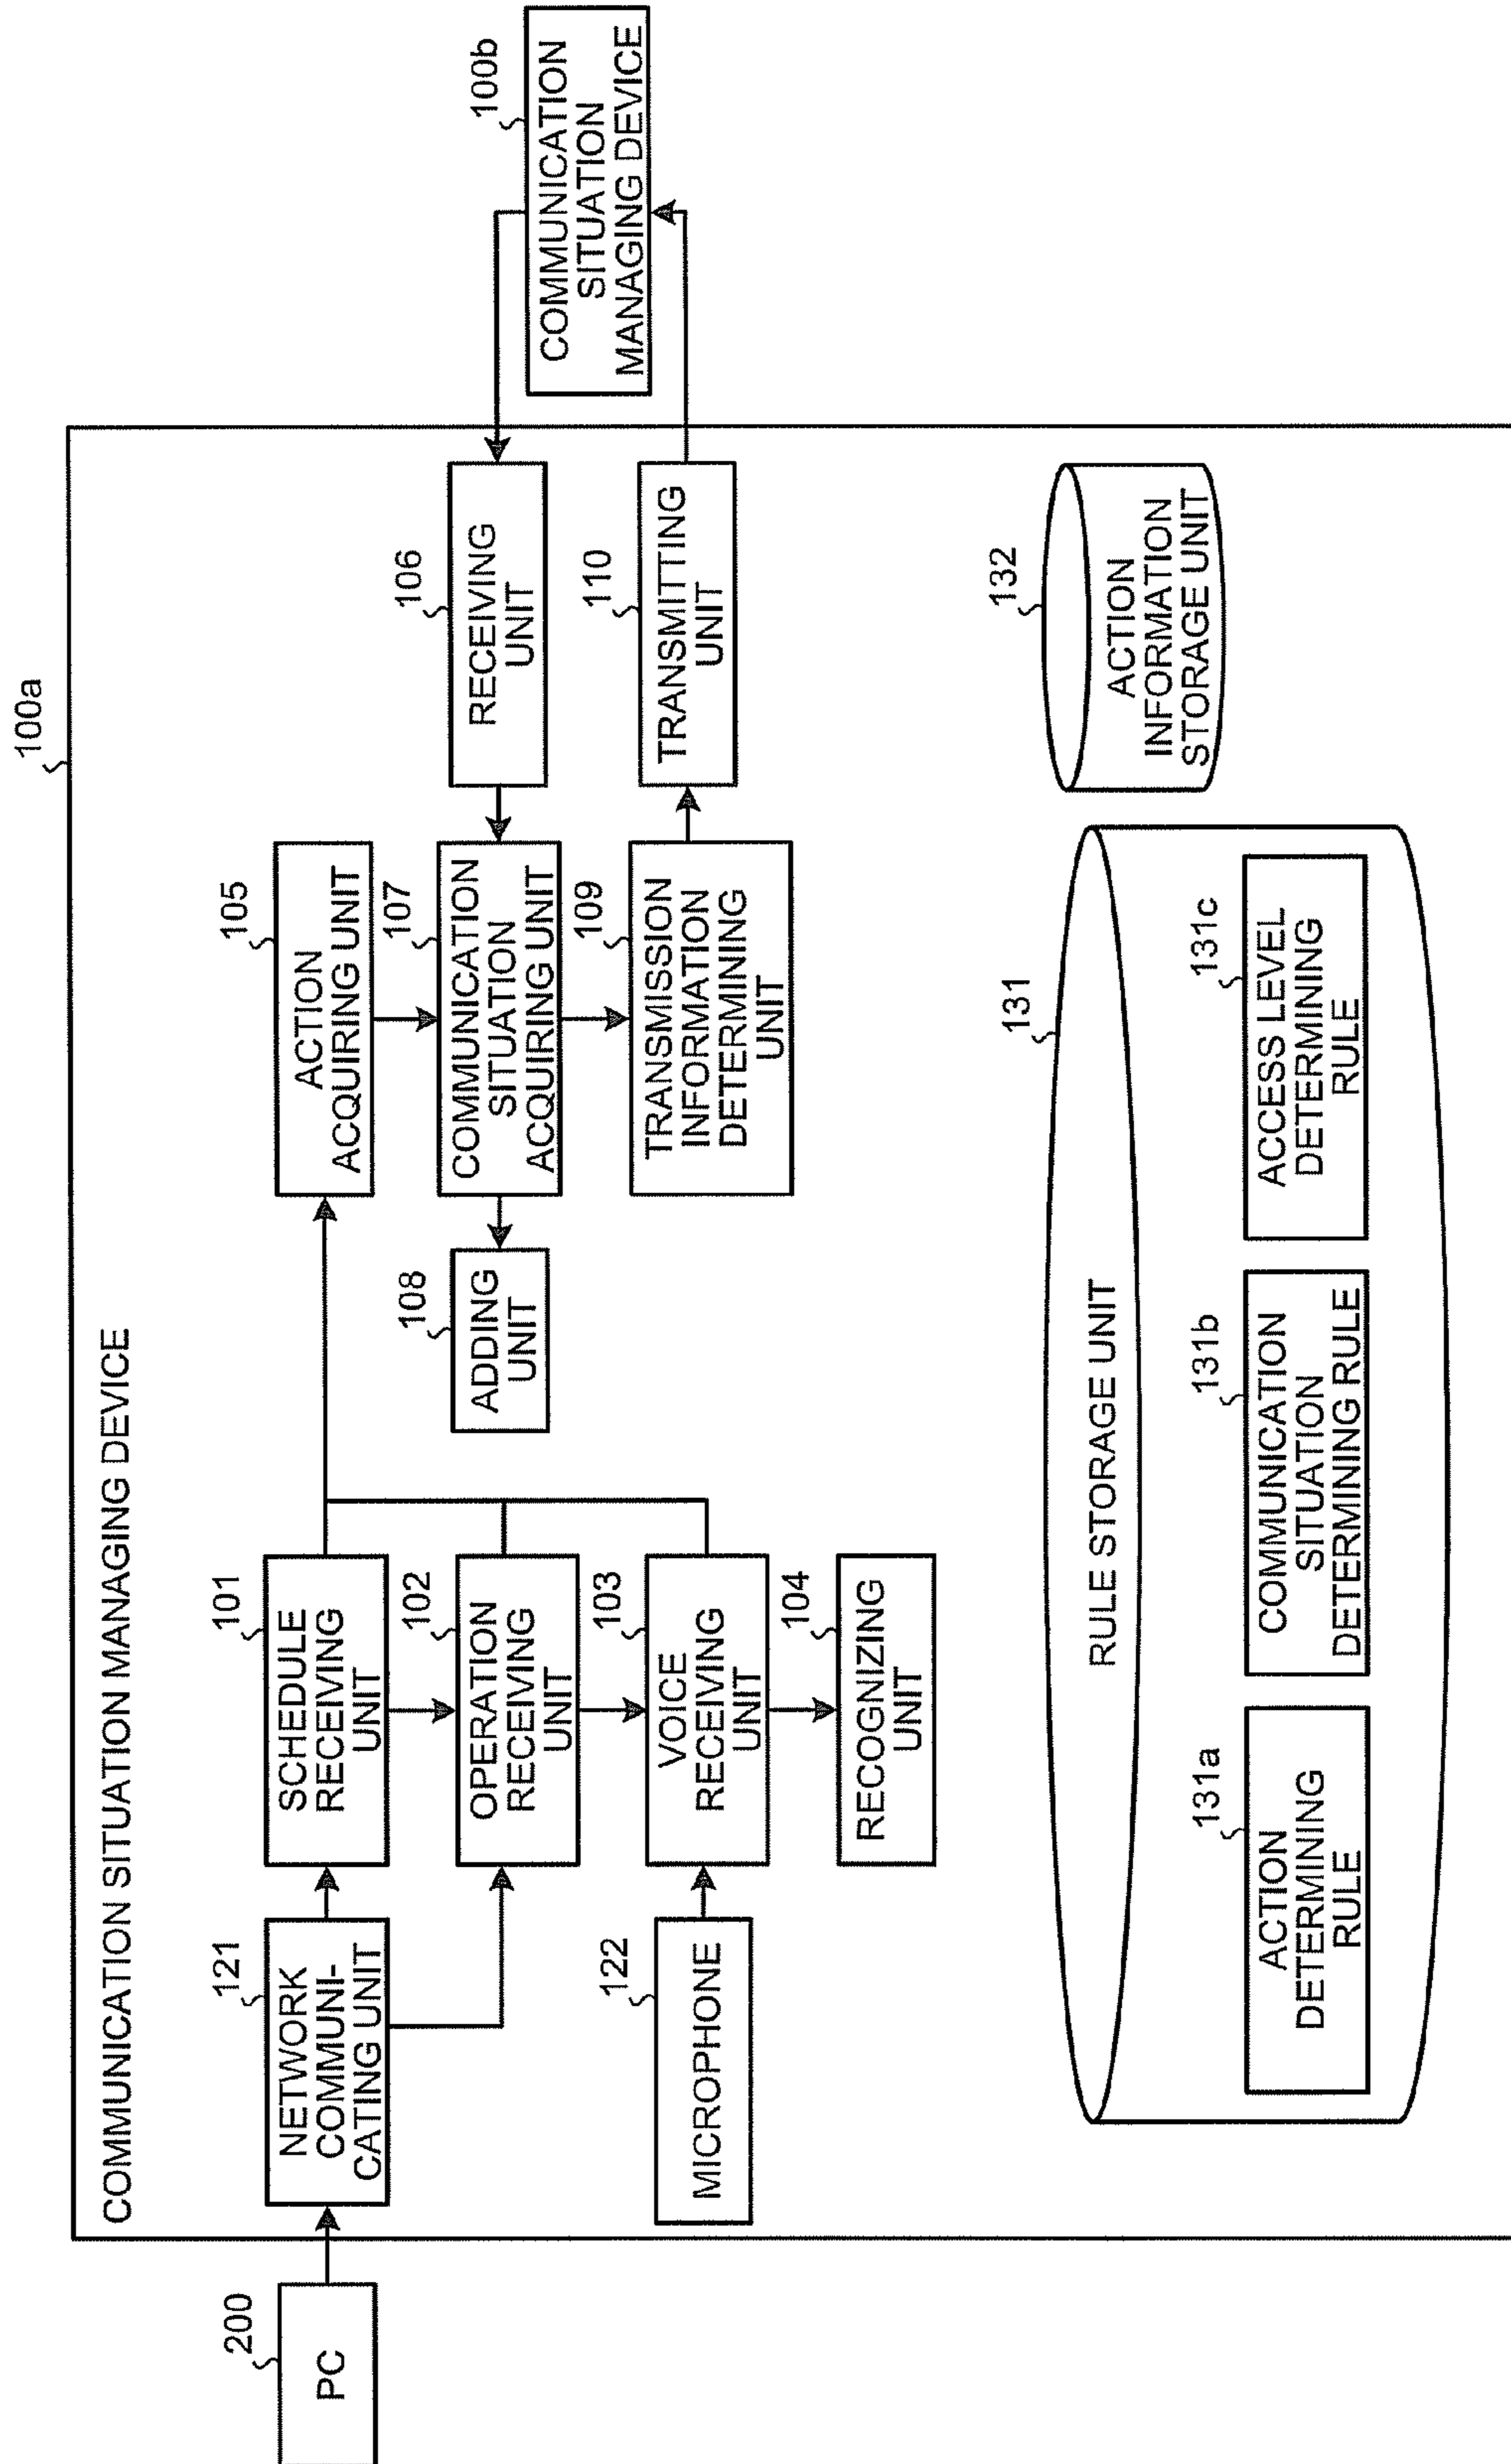 100a
COMMUNICATION SITUATION MANAGING DEVICE
200
PC
121
NETWORK
COMMUNI-
CATING UNIT
122
MICROPHONE
101
SCHEDULE
RECEIVING
UNIT
102
OPERATION
RECEIVING
UNIT
103
VOICE
RECEIVING
UNIT
104
RECOGNIZING
UNIT
108
ADDING
UNIT
105
ACTION
ACQUIRING UNIT
107
COMMUNICATION
SITUATION
ACQUIRING UNIT
109
TRANSMISSION
INFORMATION
DETERMINING
UNIT
106
RECEIVING
UNIT
110
TRANSMITTING
UNIT
100b
COMMUNICATION
SITUATION
MANAGING DEVICE
131
RULE STORAGE UNIT
131a
ACTION
DETERMINING
RULE
131b
COMMUNICATION
SITUATION
DETERMINING RULE
131c
ACCESS LEVEL
DETERMINING
RULE
132
ACTION
INFORMATION
STORAGE UNIT